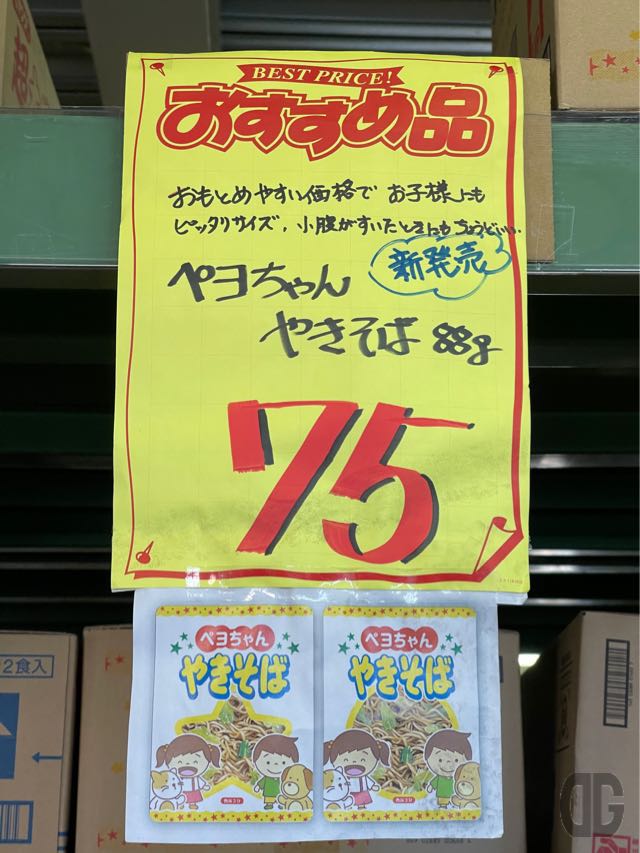 BEST PRICE!
おすすめ品
おもとめやすい価格で お子様にも
ピッタリサイズ、小腹がすいたときにもちょうどいい…
新発売
ペヨちゃん
やきそば 88g
75
ペヨちゃん
やきそば
ペヨちゃん
やきそば
2食入
DG